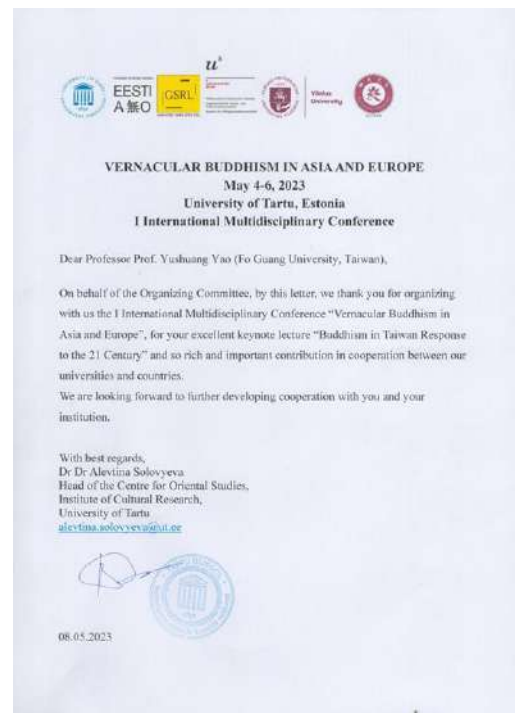 u
EESTI
A無O
GSRL
Vilnius
University
VERNACULAR BUDDHISM IN ASIA AND EUROPE
May 4-6, 2023
University of Tartu, Estonia
I International Multidisciplinary Conference
Dear Professor Prof. Yushuang Yao (Fo Guang University, Taiwan),
On behalf of the Organizing Committee, by this letter, we thank you for organizing
with us the I International Multidisciplinary Conference "Vernacular Buddhism in
Asia and Europe", for your excellent keynote lecture "Buddhism in Taiwan Response
to the 21 Century" and so rich and important contribution in cooperation between our
universities and countries.
We are looking forward to further developing cooperation with you and your
institution.
With best regards,
Dr Dr Alevtina Solovyeva
Head of the Centre for Oriental Studies,
Institute of Cultural Research,
University of Tartu
alevtina.solovyeva@ut.ee
08.05.2023